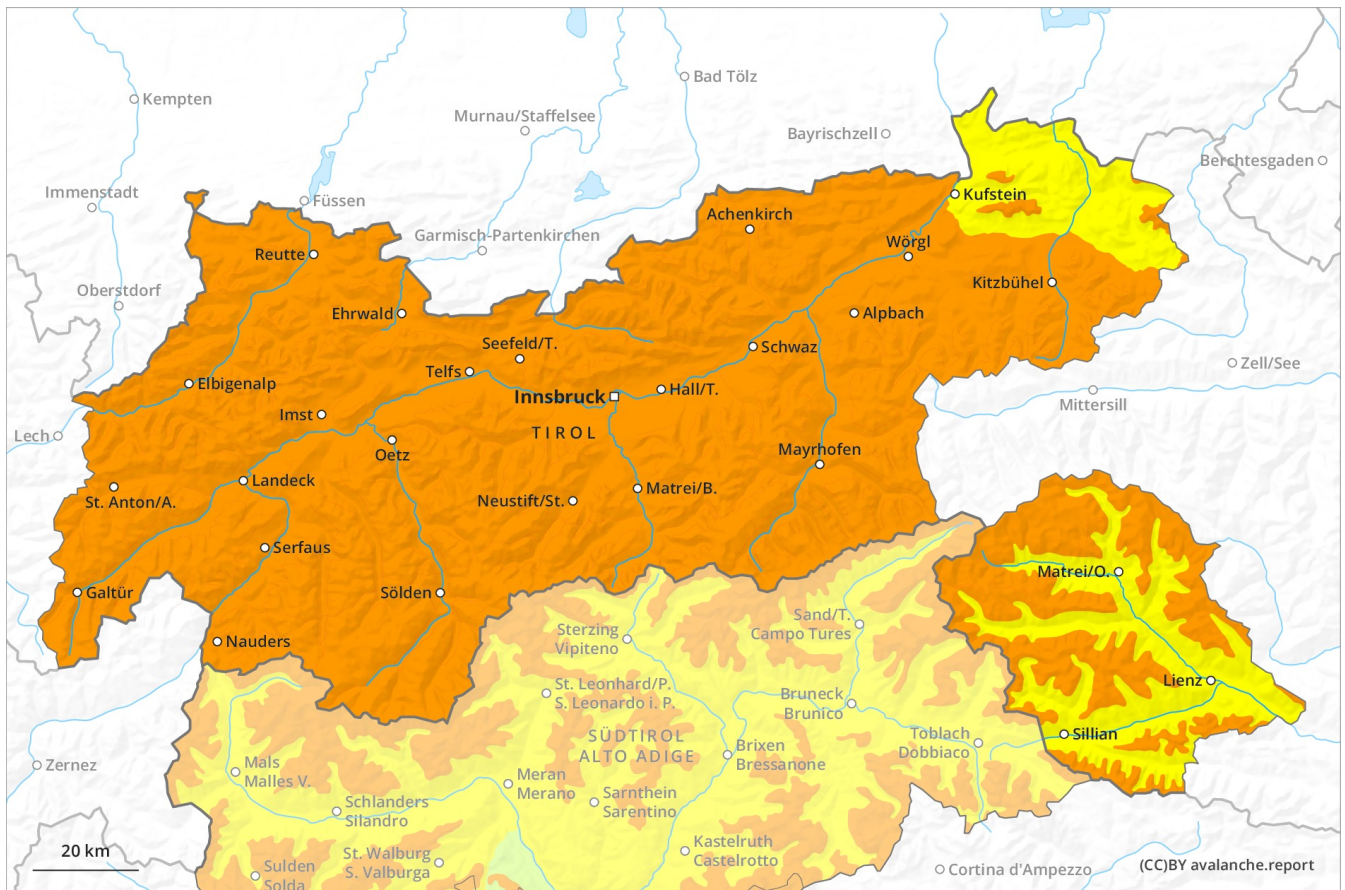 Bad Tölz
Kempten
Murnau/Staffelsee
Bayrischzell
Berchtesgaden
Immenstadt
Füssen
Kufstein
Achenkirch
Garmisch-Partenkirchen
Wörgl
Reutte
Oberstdorf
Kitzbühel
Ehrwald
Alpbach
Seefeld/T.
Schwaz
Zell/See
Telfs
Elbigenalp
Hall/T.
Innsbruck
Mittersill
Imst
TIROL
Lech
Oetz
Mayrhofen
Landeck
Matrei/B.
St. Anton/A.
Neustift/St.
Serfaus
Matrei/O.
Galtür
Sölden
Sand/T.
Campo Tures
Sterzing
Vipiteno
Nauders
Lienz
St. Leonhard/P.
S. Leonardo i. P.
Bruneck
Brunico
Sillian
SÜDTIROL
ALTO ADIGE
Toblach
Dobbiaco
Brixen
Bressanone
Zernez
Mals
Malles V.
Meran
Merano
Sarnthein
Sarentino
Schlanders
Silandro
20 km
St. Walburg
S. Valburga
Kastelruth
Castelrotto
Sulden
Solda
Cortina d'Ampezzo
(CC)BY avalanche.report